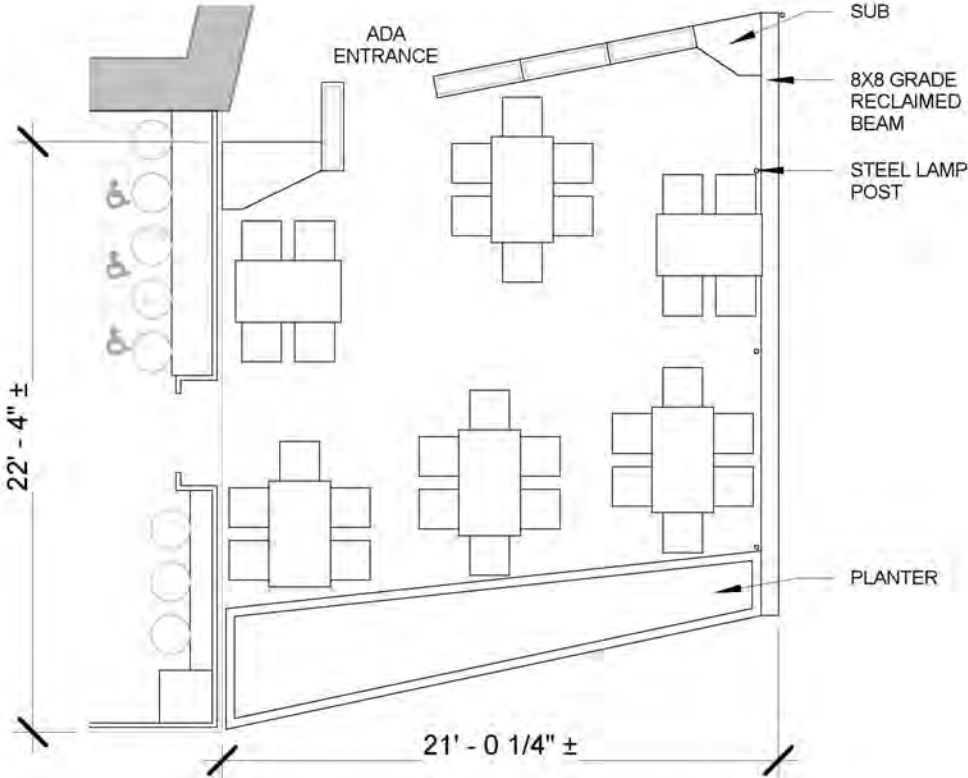 ADA
ENTRANCE
SUB
8X8 GRADE
RECLAIMED
BEAM
STEEL LAMP
POST
22' - 4" ±
PLANTER
21' - 0 1/4" ±